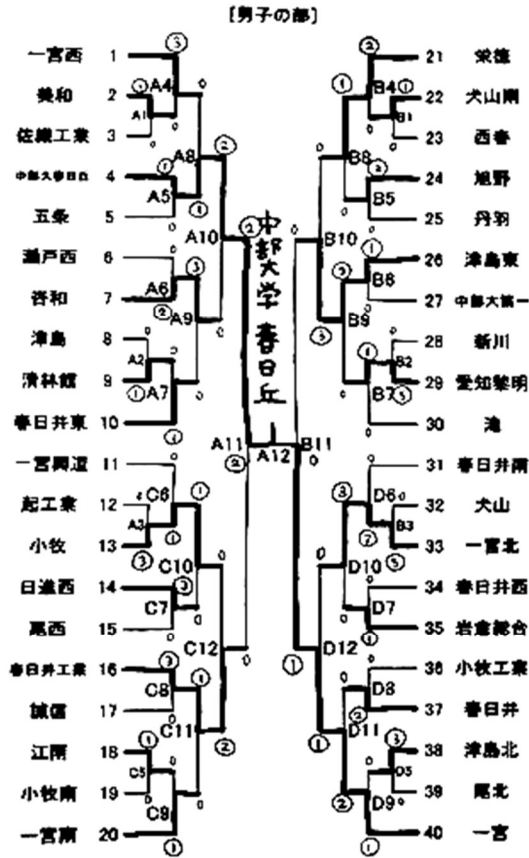 [男子の部]
一宮西 1
美和 2
佐織工業 3
中部大春日丘 4
五条 5
瀬戸西 6
啓和 7
津島 8
清林館 9
春日井東 10
一宮興道 11
起工業 12
小牧 13
日進西 14
尾西 15
春日井工業 16
誠信 17
江南 18
小牧南 19
一宮南 20
A1
A2
A3
A4
A5
A6
A7
A8
A9
A10
A11
A12
C5
C6
C7
C8
C9
C10
C11
C12
中部大学春日丘
21 栄徳
22 犬山南
23 西春
24 旭野
25 丹羽
26 津島東
27 中部大第一
28 新川
29 愛知黎明
30 滝
31 春日井南
32 犬山
33 一宮北
34 春日井西
35 岩倉総合
36 小牧工業
37 春日井
38 津島北
39 尾北
40 一宮
B1
B2
B3
B4
B5
B6
B7
B8
B9
B10
B11
D5
D6
D7
D8
D9
D10
D11
D12